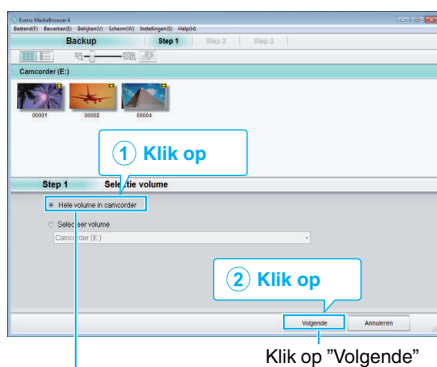 Everio MediaBrowser 4
Bestand(F) Bewerken(E) Bekijken(V) Scherm(W) Instellingen(S) Help(H)
Backup Step 1 Step 2 Step 3
Camcorder (E:)
00001 00002 00004
1 Klik op
Step 1 Selectie volume
Hele volume in camcorder
Selecteer volume
Camcorder (E:)
2 Klik op
Volgende Annuleren
Klik op "Volgende"